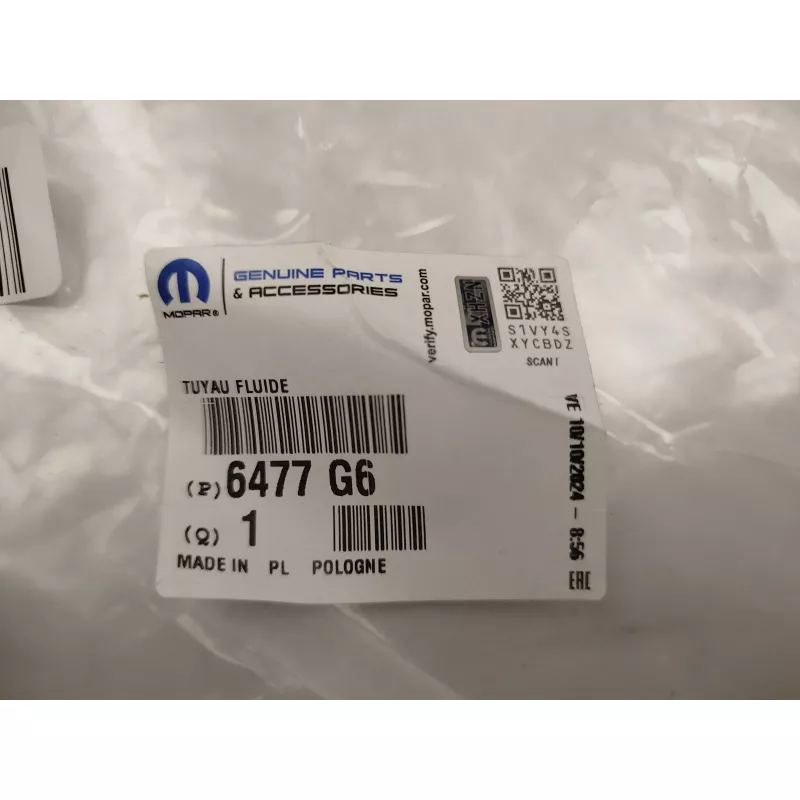 MOPAR®
GENUINE PARTS
& ACCESSORIES
verify.mopar.com
XHZN
S1VY4S
XYCBDZ
SCAN!
TUYAU FLUIDE
(P) 6477 G6
(Q) 1
MADE IN PL POLOGNE
VE 10/10/2024 - 8:56
EAC